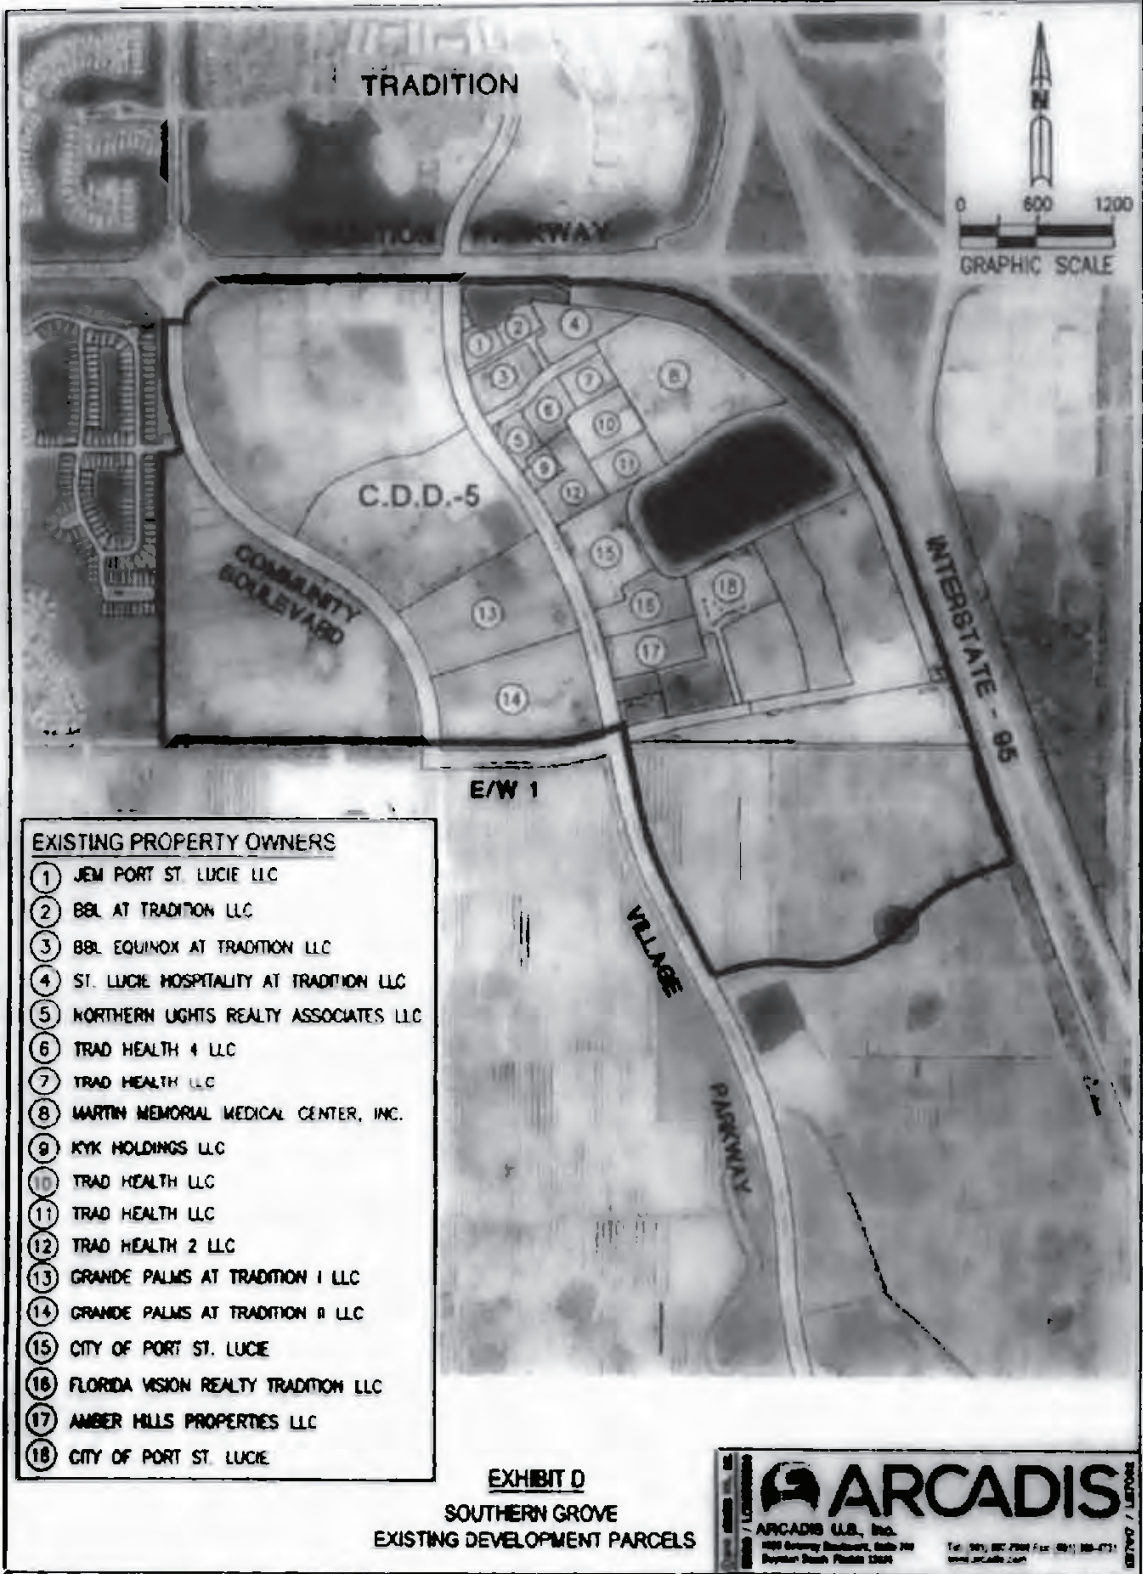 TRADITION
N
0 600 1200
GRAPHIC SCALE
TRADITION PARKWAY
1
2
4
3
7
8
6
10
5
9
11
12
C.D.D.-5
COMMUNITY
BOULEVARD
15
18
13
16
17
14
INTERSTATE - 95
E/W 1
VILLAGE
PARKWAY
EXISTING PROPERTY OWNERS
1 JEM PORT ST. LUCIE LLC
2 BBL AT TRADITION LLC
3 BBL EQUINOX AT TRADITION LLC
4 ST. LUCIE HOSPITALITY AT TRADITION LLC
5 NORTHERN LIGHTS REALTY ASSOCIATES LLC
6 TRAD HEALTH 4 LLC
7 TRAD HEALTH LLC
8 MARTIN MEMORIAL MEDICAL CENTER, INC.
9 KYK HOLDINGS LLC
10 TRAD HEALTH LLC
11 TRAD HEALTH LLC
12 TRAD HEALTH 2 LLC
13 GRANDE PALMS AT TRADITION I LLC
14 GRANDE PALMS AT TRADITION II LLC
15 CITY OF PORT ST. LUCIE
16 FLORIDA VISION REALTY TRADITION LLC
17 AMBER HILLS PROPERTIES LLC
18 CITY OF PORT ST. LUCIE
EXHIBIT D
SOUTHERN GROVE
EXISTING DEVELOPMENT PARCELS
ARCADIS
ARCADIS U.S., Inc.